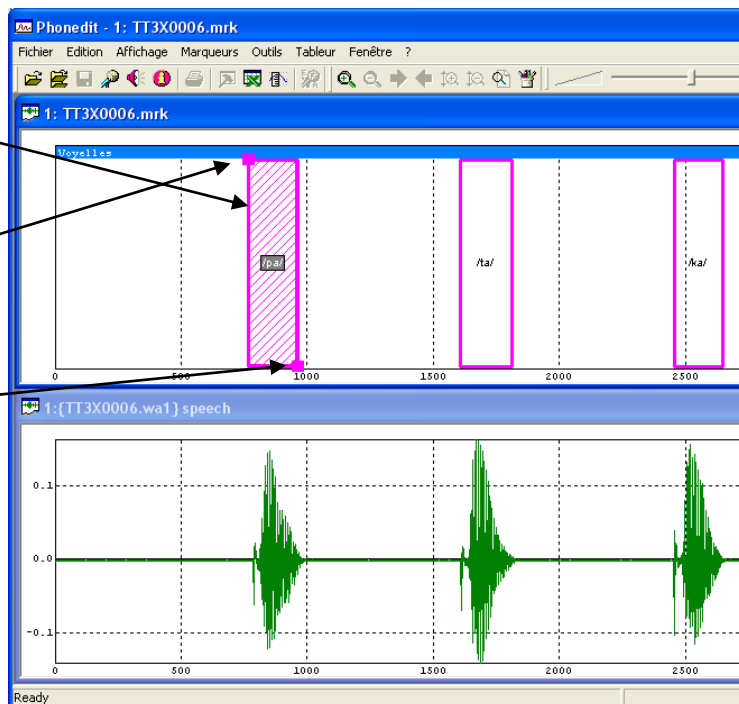 Phonedit - 1: TT3X0006.mrk
Fichier Edition Affichage Marqueurs Outils Tableur Fenêtre ?
1: TT3X0006.mrk
Voyelles
/pa/ /ta/ /ka/
0 500 1000 1500 2000 2500
1:{TT3X0006.wa1} speech
0.1
0.0
-0.1
0 500 1000 1500 2000 2500
Ready